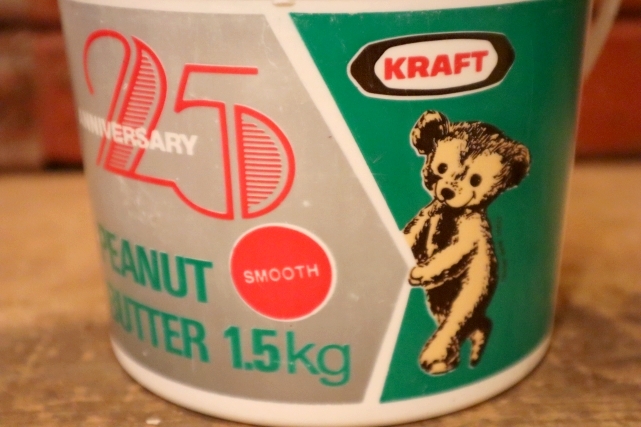 KRAFT
25
ANNIVERSARY
PEANUT
BUTTER 1.5kg
SMOOTH